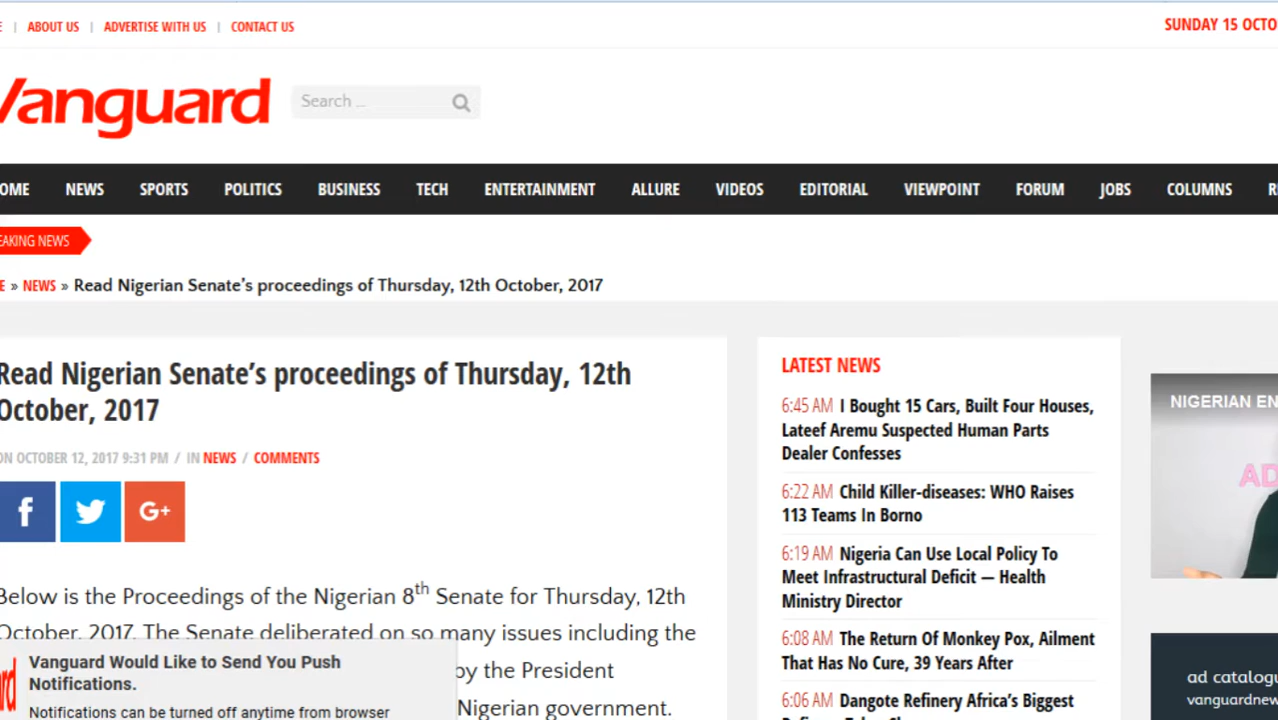 E | ABOUT US | ADVERTISE WITH US | CONTACT US
SUNDAY 15 OCTO
Vanguard
Search ...
OME NEWS SPORTS POLITICS BUSINESS TECH ENTERTAINMENT ALLURE VIDEOS EDITORIAL VIEWPOINT FORUM JOBS COLUMNS R
EAKING NEWS
E » NEWS » Read Nigerian Senate's proceedings of Thursday, 12th October, 2017
Read Nigerian Senate's proceedings of Thursday, 12th
October, 2017
ON OCTOBER 12, 2017 9:31 PM / IN NEWS / COMMENTS
f
G+
Below is the Proceedings of the Nigerian 8th Senate for Thursday, 12th
October, 2017. The Senate deliberated on so many issues including the
by the President
Nigerian government.
Vanguard Would Like to Send You Push
Notifications.
Notifications can be turned off anytime from browser
LATEST NEWS
6:45 AM I Bought 15 Cars, Built Four Houses,
Lateef Aremu Suspected Human Parts
Dealer Confesses
6:22 AM Child Killer-diseases: WHO Raises
113 Teams In Borno
6:19 AM Nigeria Can Use Local Policy To
Meet Infrastructural Deficit — Health
Ministry Director
6:08 AM The Return Of Monkey Pox, Ailment
That Has No Cure, 39 Years After
6:06 AM Dangote Refinery Africa's Biggest
NIGERIAN EN
AD
ad catalogu
vanguardnew